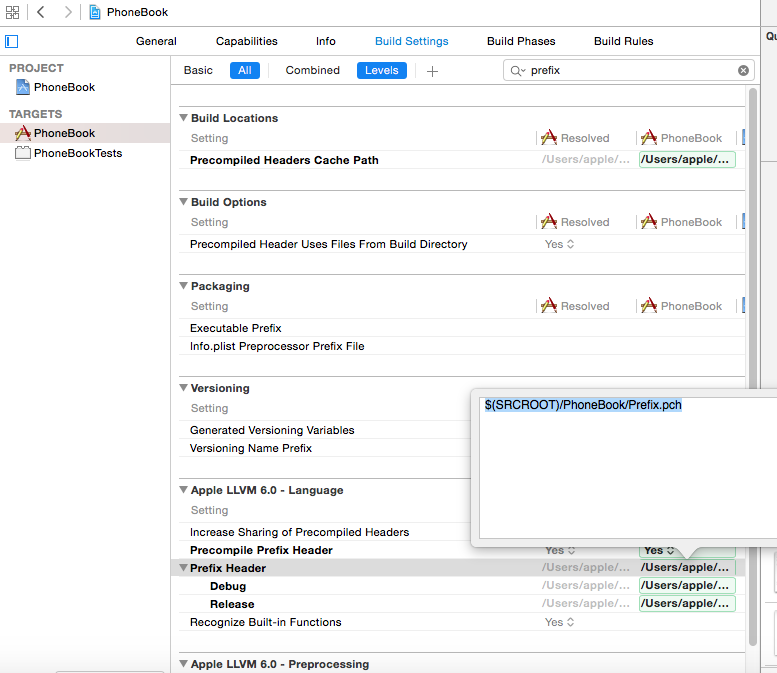 PhoneBook
Qu
General Capabilities Info Build Settings Build Phases Build Rules
PROJECT
PhoneBook
TARGETS
PhoneBook
PhoneBookTests
Basic All Combined Levels prefix
Build Locations
Setting Resolved PhoneBook
Precompiled Headers Cache Path /Users/apple/... /Users/apple/...
Build Options
Setting Resolved PhoneBook
Precompiled Header Uses Files From Build Directory Yes
Packaging
Setting Resolved PhoneBook
Executable Prefix
Info.plist Preprocessor Prefix File
Versioning
Setting
Generated Versioning Variables
Versioning Name Prefix
$(SRCROOT)/PhoneBook/Prefix.pch
Apple LLVM 6.0 - Language
Setting
Increase Sharing of Precompiled Headers
Precompile Prefix Header Yes Yes
Prefix Header /Users/apple/... /Users/apple/...
Debug /Users/apple/... /Users/apple/...
Release /Users/apple/... /Users/apple/...
Recognize Built-in Functions Yes
Apple LLVM 6.0 - Preprocessing